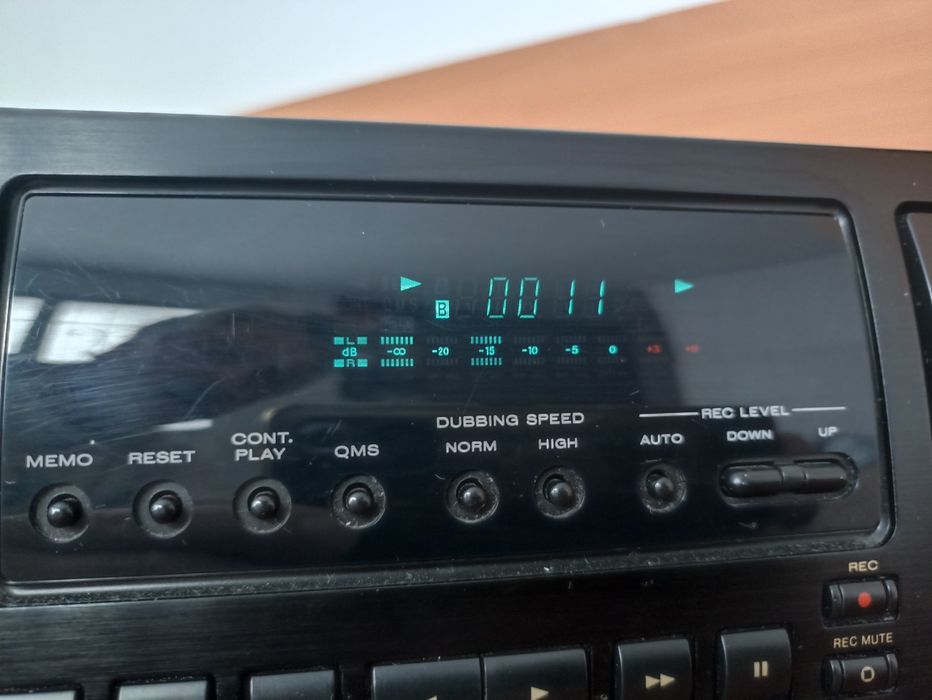 B 0011
L
dB -∞ -20 -15 -10 -5 0 +3
R
DUBBING SPEED REC LEVEL
MEMO RESET CONT. PLAY QMS NORM HIGH AUTO DOWN UP
REC
REC MUTE